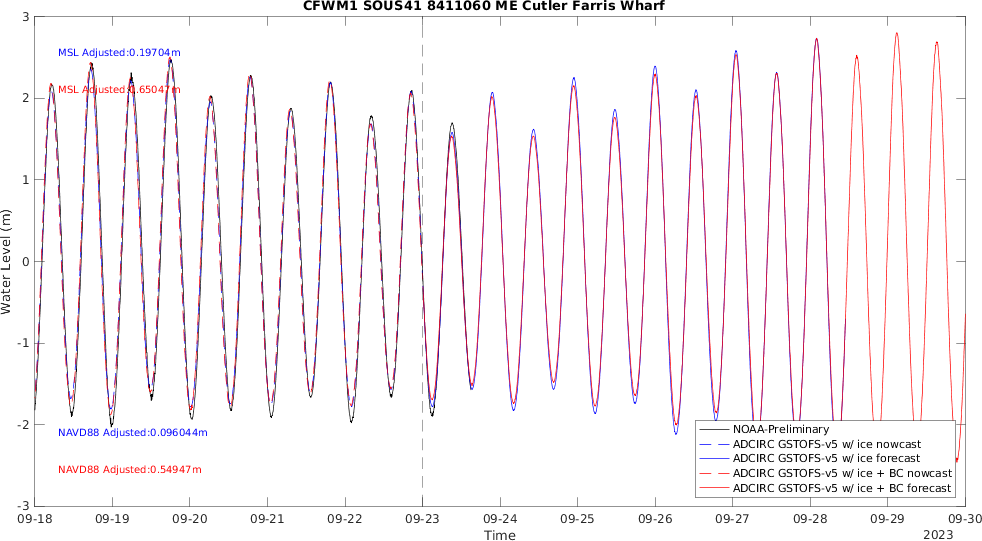 CFWM1 SOUS41 8411060 ME Cutler Farris Wharf
3
2
1
0
-1
-2
-3
Water Level (m)
MSL Adjusted:0.19704m
MSL Adjusted:0.65047m
NAVD88 Adjusted:0.096044m
NAVD88 Adjusted:0.54947m
NOAA-Preliminary
ADCIRC GSTOFS-v5 w/ ice nowcast
ADCIRC GSTOFS-v5 w/ ice forecast
ADCIRC GSTOFS-v5 w/ ice + BC nowcast
ADCIRC GSTOFS-v5 w/ ice + BC forecast
09-18 09-19 09-20 09-21 09-22 09-23 09-24 09-25 09-26 09-27 09-28 09-29 09-30
Time
2023